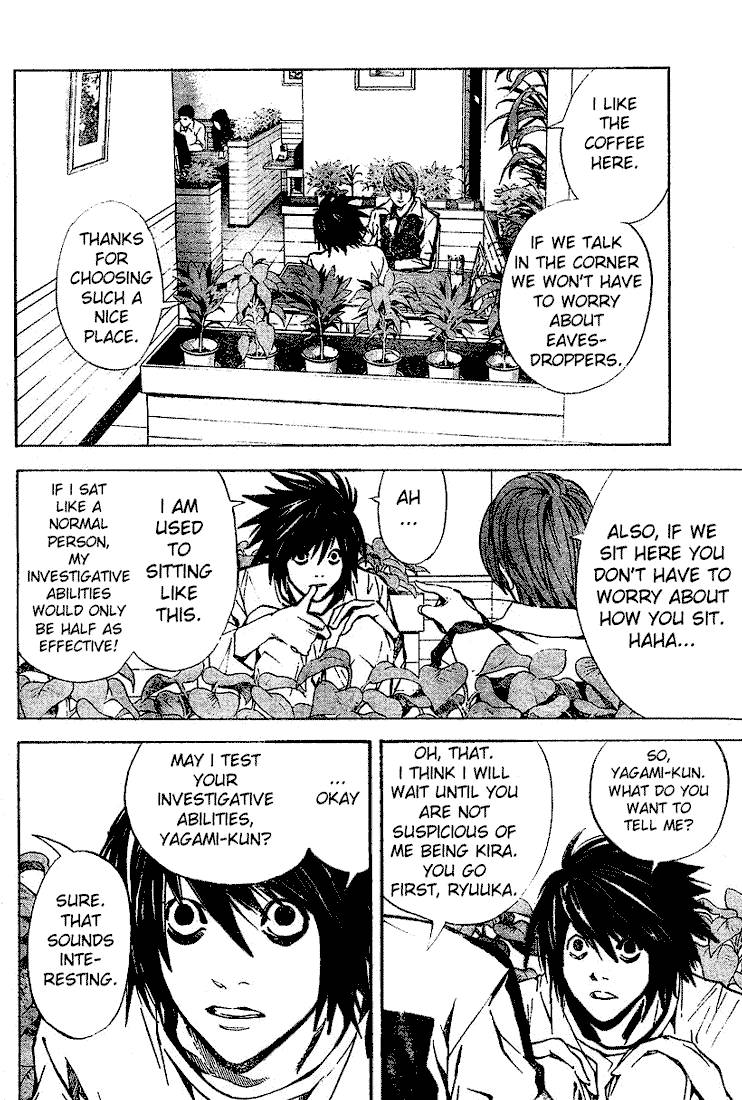 I LIKE
THE
COFFEE
HERE.
IF WE TALK
IN THE CORNER
WE WON'T HAVE
TO WORRY
ABOUT
EAVES-
DROPPERS.
THANKS
FOR
CHOOSING
SUCH A
NICE
PLACE.
ALSO, IF WE
SIT HERE YOU
DON'T HAVE TO
WORRY ABOUT
HOW YOU SIT.
HAHA...
AH
...
I AM
USED
TO
SITTING
LIKE
THIS.
IF I SAT
LIKE A
NORMAL
PERSON,
MY
INVESTIGATIVE
ABILITIES
WOULD ONLY
BE HALF AS
EFFECTIVE!
SO,
YAGAMI-KUN.
WHAT DO YOU
WANT TO
TELL ME?
OH, THAT.
I THINK I WILL
WAIT UNTIL YOU
ARE NOT
SUSPICIOUS OF
ME BEING KIRA.
YOU GO
FIRST, RYUUKA.
...
OKAY
MAY I TEST
YOUR
INVESTIGATIVE
ABILITIES,
YAGAMI-KUN?
SURE.
THAT
SOUNDS
INTE-
RESTING.